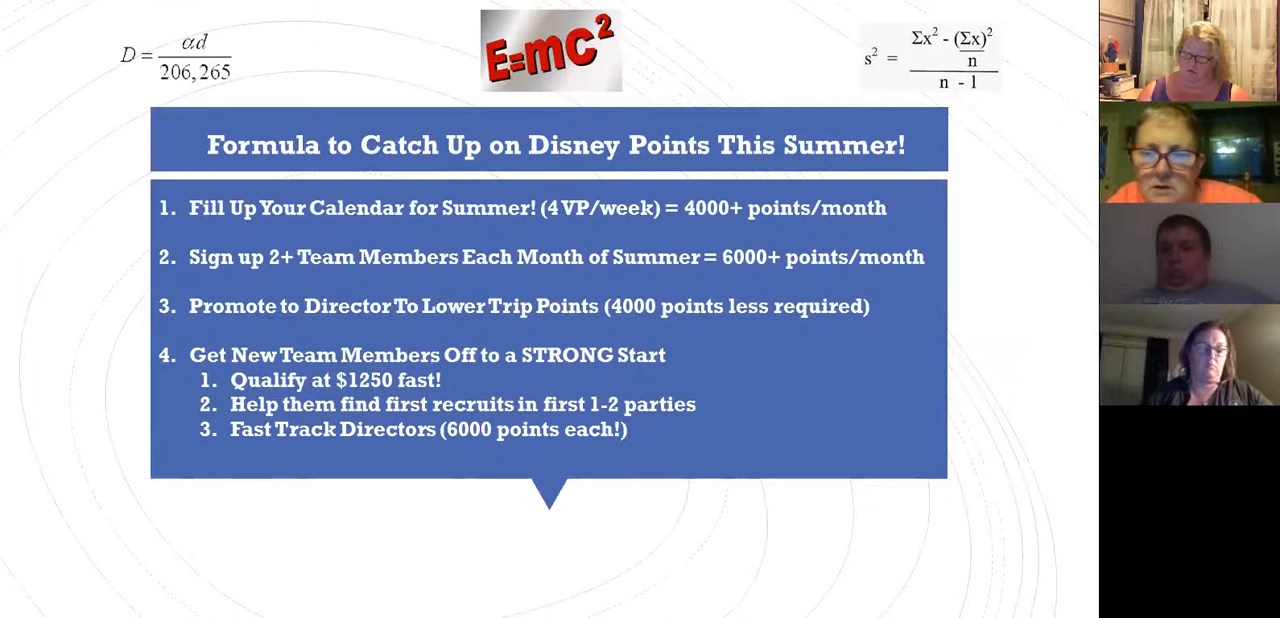 D = αd
206,265
E=mc²
s² = Σx² - (Σx)²
n
n - 1
Formula to Catch Up on Disney Points This Summer!
1. Fill Up Your Calendar for Summer! (4 VP/week) = 4000+ points/month
2. Sign up 2+ Team Members Each Month of Summer = 6000+ points/month
3. Promote to Director To Lower Trip Points (4000 points less required)
4. Get New Team Members Off to a STRONG Start
1. Qualify at $1250 fast!
2. Help them find first recruits in first 1-2 parties
3. Fast Track Directors (6000 points each!)